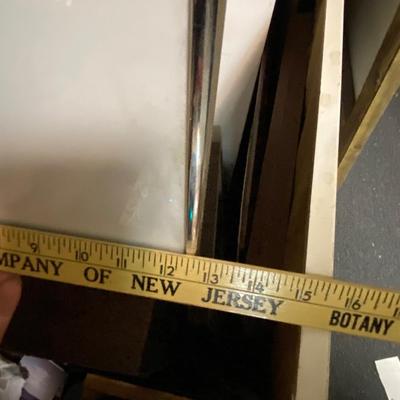 9 10 11 12 13 14 15 16
MPANY OF NEW JERSEY BOTANY